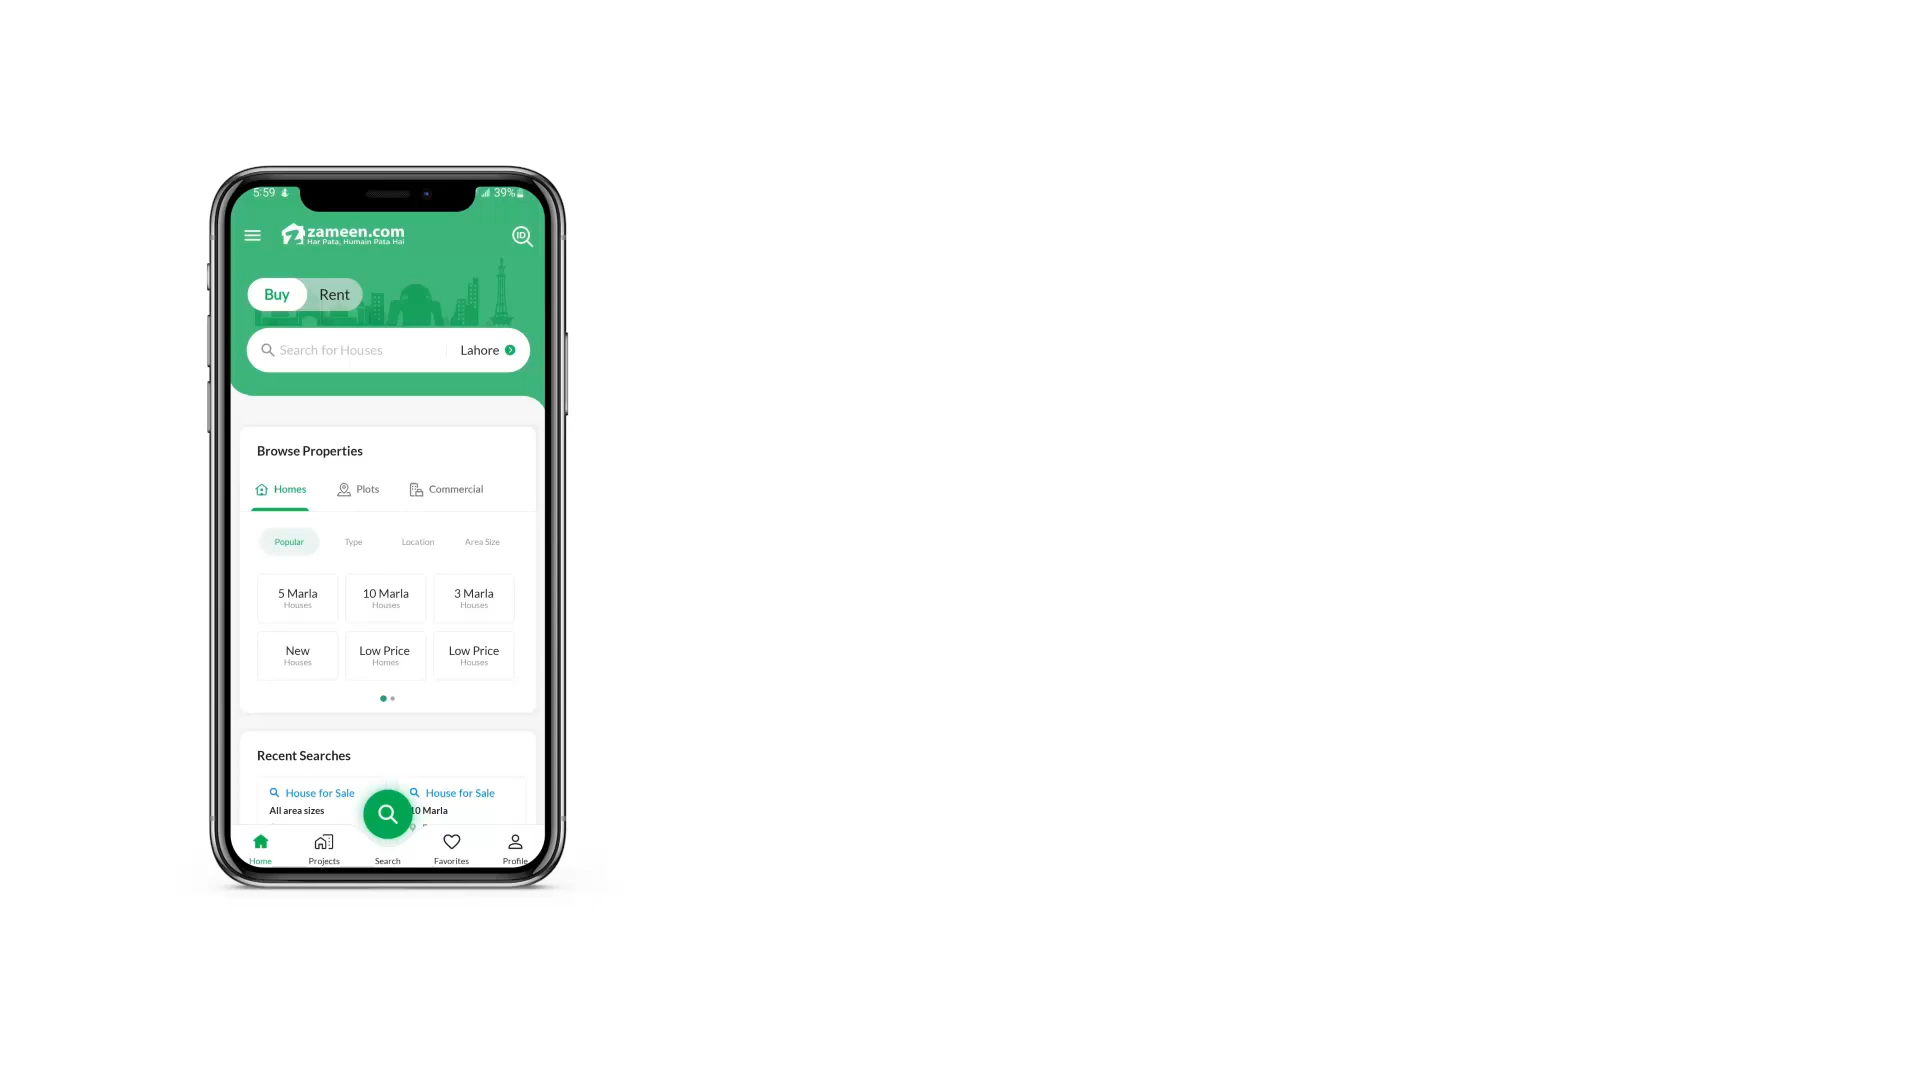 5:59
39%
zameen.com
Har Pata, Humain Pata Hai
ID
Buy Rent
Search for Houses Lahore
Browse Properties
Homes Plots Commercial
Popular Type Location Area Size
5 Marla 10 Marla 3 Marla
Houses Houses Houses
New Low Price Low Price
Houses Homes Houses
Recent Searches
House for Sale House for Sale
All area sizes 10 Marla
Home Projects Search Favorites Profile